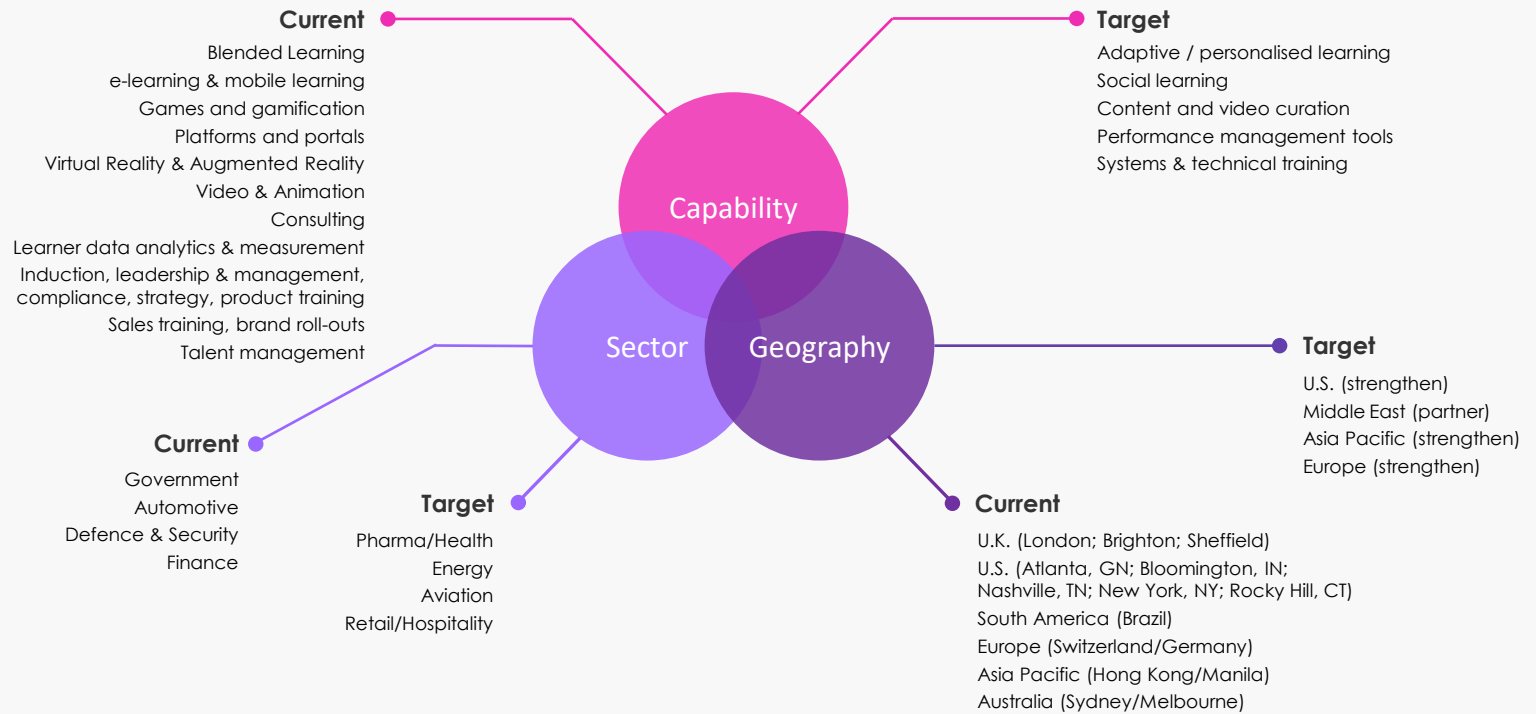 Current
Blended Learning
e-learning & mobile learning
Games and gamification
Platforms and portals
Virtual Reality & Augmented Reality
Video & Animation
Consulting
Learner data analytics & measurement
Induction, leadership & management,
compliance, strategy, product training
Sales training, brand roll-outs
Talent management
Target
Adaptive / personalised learning
Social learning
Content and video curation
Performance management tools
Systems & technical training
Capability
Sector
Geography
Target
U.S. (strengthen)
Middle East (partner)
Asia Pacific (strengthen)
Europe (strengthen)
Current
Government
Automotive
Defence & Security
Finance
Target
Pharma/Health
Energy
Aviation
Retail/Hospitality
Current
U.K. (London; Brighton; Sheffield)
U.S. (Atlanta, GN; Bloomington, IN;
Nashville, TN; New York, NY; Rocky Hill, CT)
South America (Brazil)
Europe (Switzerland/Germany)
Asia Pacific (Hong Kong/Manila)
Australia (Sydney/Melbourne)